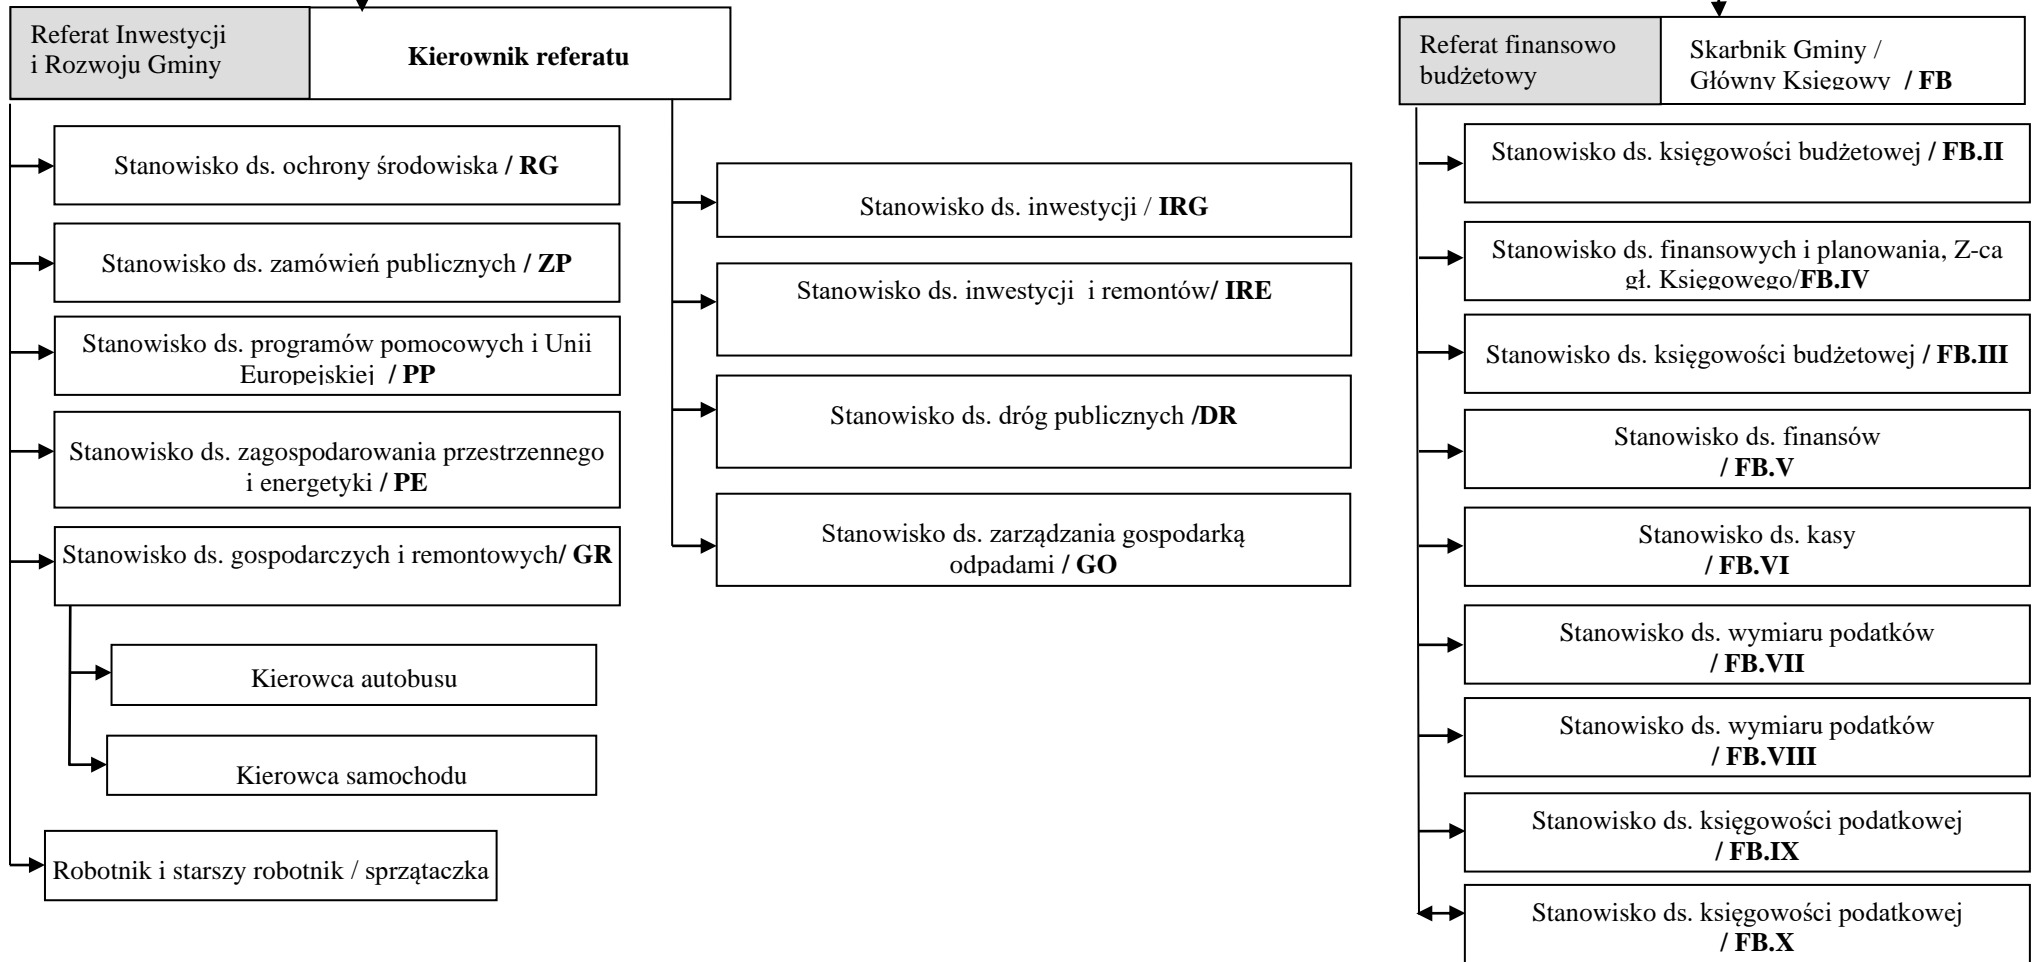 Referat Inwestycji
i Rozwoju Gminy
Kierownik referatu
Stanowisko ds. ochrony środowiska / RG
Stanowisko ds. zamówień publicznych / ZP
Stanowisko ds. programów pomocowych i Unii
Europejskiej / PP
Stanowisko ds. zagospodarowania przestrzennego
i energetyki / PE
Stanowisko ds. gospodarczych i remontowych/ GR
Kierowca autobusu
Kierowca samochodu
Robotnik i starszy robotnik / sprzątaczka
Stanowisko ds. inwestycji / IRG
Stanowisko ds. inwestycji i remontów/ IRE
Stanowisko ds. dróg publicznych /DR
Stanowisko ds. zarządzania gospodarką
odpadami / GO
Referat finansowo
budżetowy
Skarbnik Gminy /
Główny Księgowy / FB
Stanowisko ds. księgowości budżetowej / FB.II
Stanowisko ds. finansowych i planowania, Z-ca
gł. Księgowego/FB.IV
Stanowisko ds. księgowości budżetowej / FB.III
Stanowisko ds. finansów
/ FB.V
Stanowisko ds. kasy
/ FB.VI
Stanowisko ds. wymiaru podatków
/ FB.VII
Stanowisko ds. wymiaru podatków
/ FB.VIII
Stanowisko ds. księgowości podatkowej
/ FB.IX
Stanowisko ds. księgowości podatkowej
/ FB.X